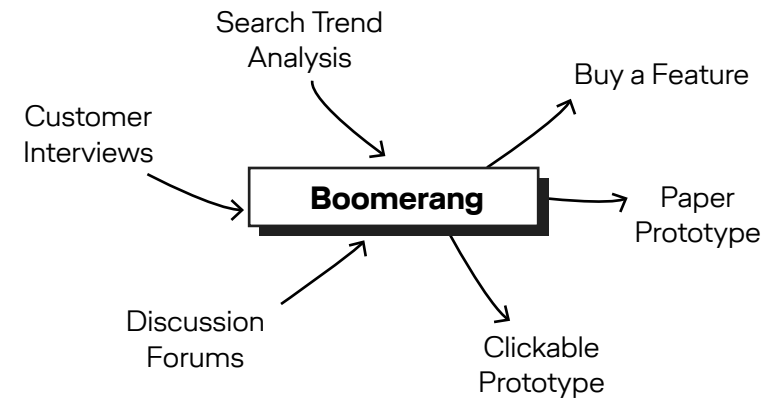 Search Trend
Analysis
Buy a Feature
Customer
Interviews
Boomerang
Paper
Prototype
Discussion
Forums
Clickable
Prototype